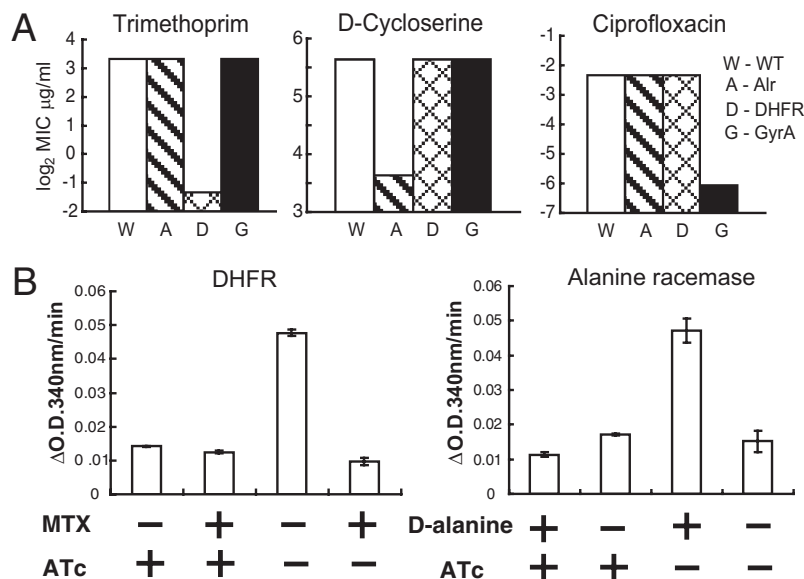 A
Trimethoprim
D-Cycloserine
Ciprofloxacin
log2 MIC µg/ml
4
3
2
1
0
-1
-2
W A D G
6
5
4
3
W A D G
-1
-2
-3
-4
-5
-6
-7
W A D G
W - WT
A - Alr
D - DHFR
G - GyrA
B
DHFR
Alanine racemase
ΔO.D.340nm/min
0.06
0.05
0.04
0.03
0.02
0.01
0
MTX − + − +
ATc + + − −
ΔO.D.340nm/min
0.06
0.05
0.04
0.03
0.02
0.01
0
D-alanine + − + −
ATc + + − −